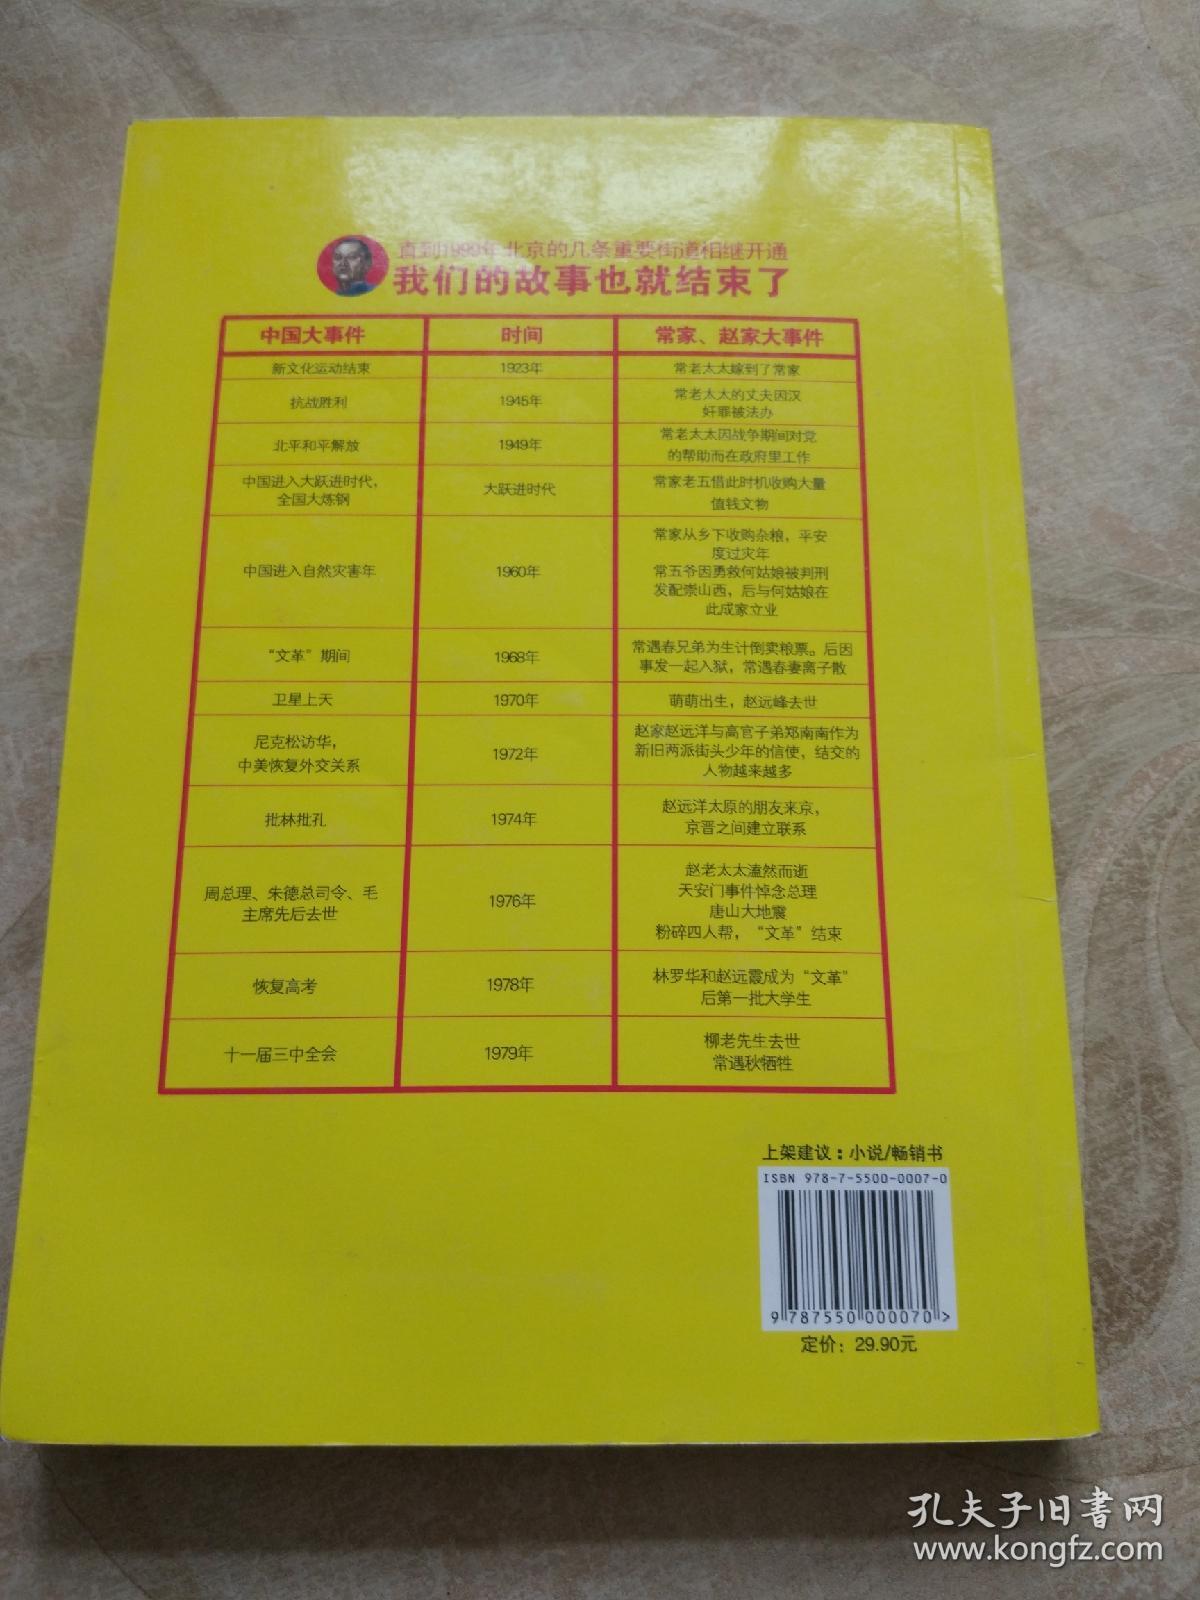 直到1999年北京的几条重要街道相继开通
我们的故事也就结束了
中国大事件 时间 常家、赵家大事件
新文化运动结束 1923年 常老太太嫁到了常家
抗战胜利 1945年 常老太太的丈夫因汉
奸罪被法办
北平和平解放 1949年 常老太太因战争期间对党
的帮助而在政府里工作
中国进入大跃进时代，
全国大炼钢 大跃进时代 常家老五借此时机收购大量
值钱文物
中国进入自然灾害年 1960年 常家从乡下收购杂粮，平安
度过灾年
常五爷因勇救何姑娘被判刑
发配崇山西，后与何姑娘在
此成家立业
“文革”期间 1968年 常遇春兄弟为生计倒卖粮票。后因
事发一起入狱，常遇春妻离子散
卫星上天 1970年 萌萌出生，赵远峰去世
尼克松访华，
中美恢复外交关系 1972年 赵家赵远洋与高官子弟郑南南作为
新旧两派街头少年的信使，结交的
人物越来越多
批林批孔 1974年 赵远洋太原的朋友来京，
京晋之间建立联系
周总理、朱德总司令、毛
主席先后去世 1976年 赵老太太溘然而逝
天安门事件悼念总理
唐山大地震
粉碎四人帮，“文革”结束
恢复高考 1978年 林罗华和赵远霞成为“文革”
后第一批大学生
十一届三中全会 1979年 柳老先生去世
常遇秋牺牲
上架建议：小说/畅销书
ISBN 978-7-5500-0007-0
9 787550 000070 >
定价：29.90元
孔夫子旧书网
www.kongfz.com